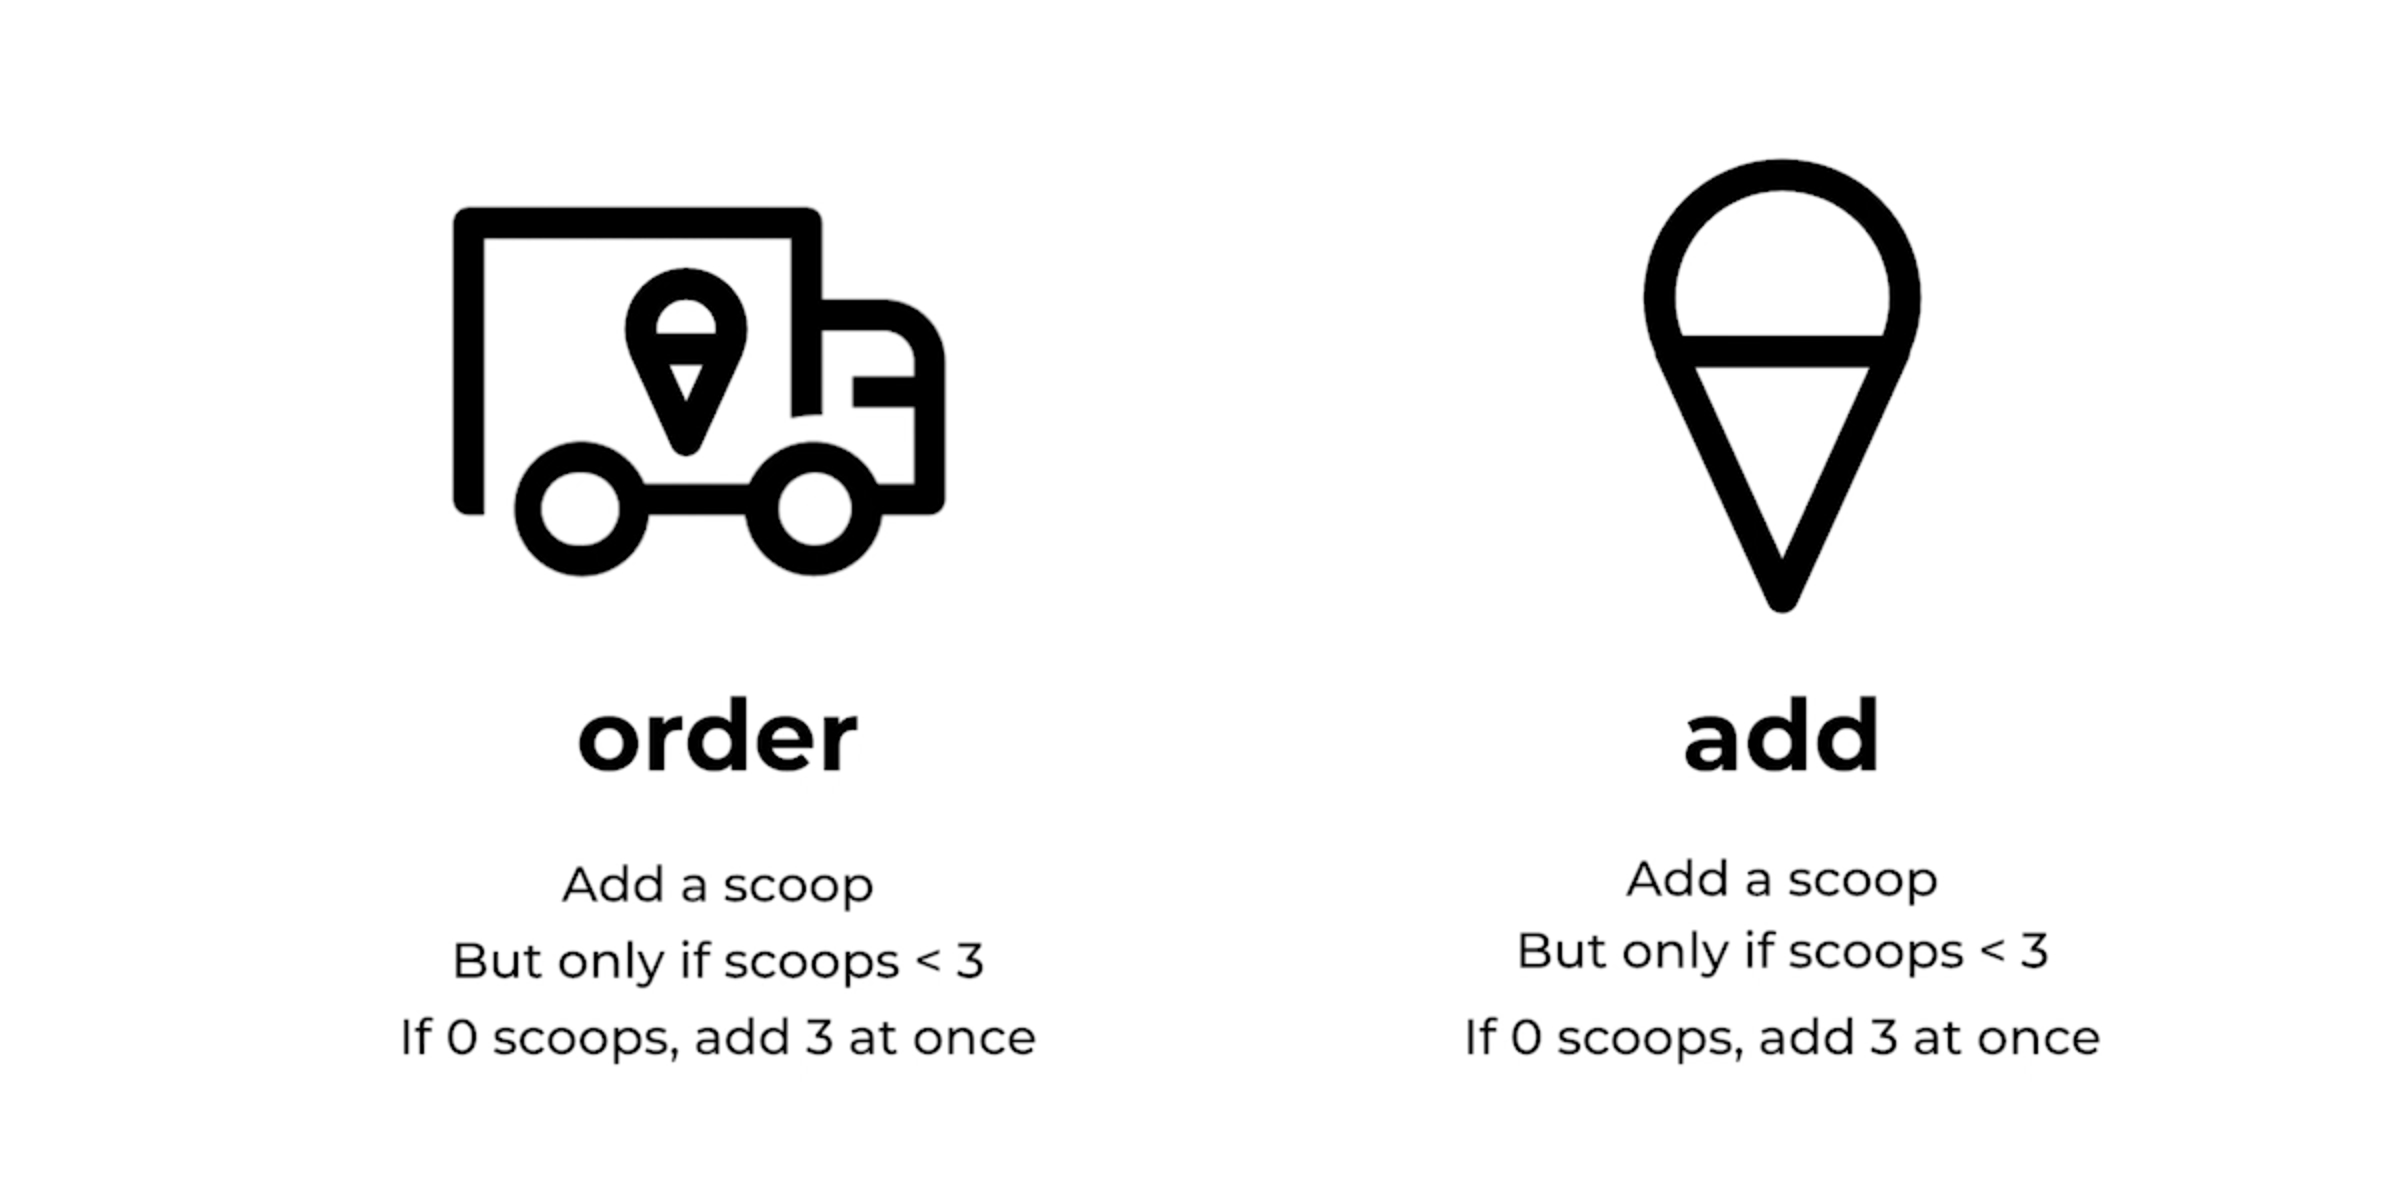 order
Add a scoop
But only if scoops < 3
If 0 scoops, add 3 at once
add
Add a scoop
But only if scoops < 3
If 0 scoops, add 3 at once